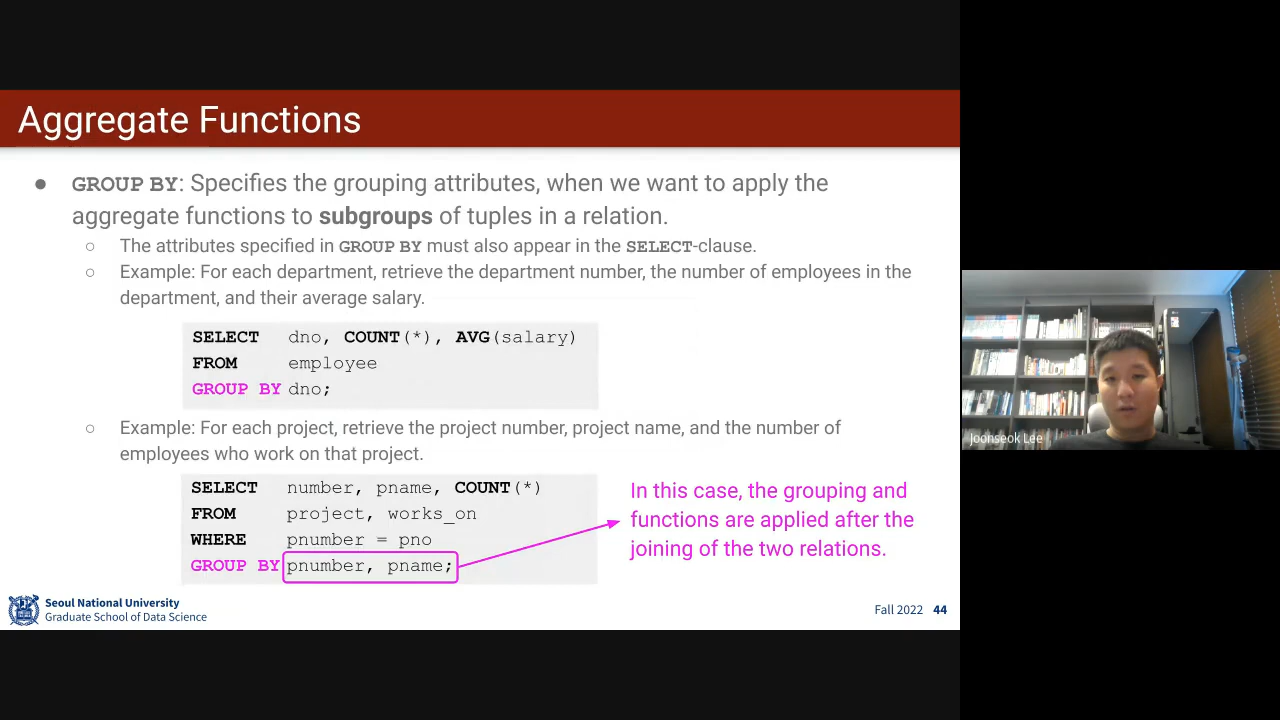 Aggregate Functions
● GROUP BY: Specifies the grouping attributes, when we want to apply the
aggregate functions to subgroups of tuples in a relation.
○ The attributes specified in GROUP BY must also appear in the SELECT-clause.
○ Example: For each department, retrieve the department number, the number of employees in the
department, and their average salary.
SELECT dno, COUNT(*), AVG(salary)
FROM employee
GROUP BY dno;
○ Example: For each project, retrieve the project number, project name, and the number of
employees who work on that project.
SELECT number, pname, COUNT(*)
FROM project, works_on
WHERE pnumber = pno
GROUP BY pnumber, pname;
In this case, the grouping and
functions are applied after the
joining of the two relations.
Seoul National University
Graduate School of Data Science
Fall 2022 44
Joonseok Lee